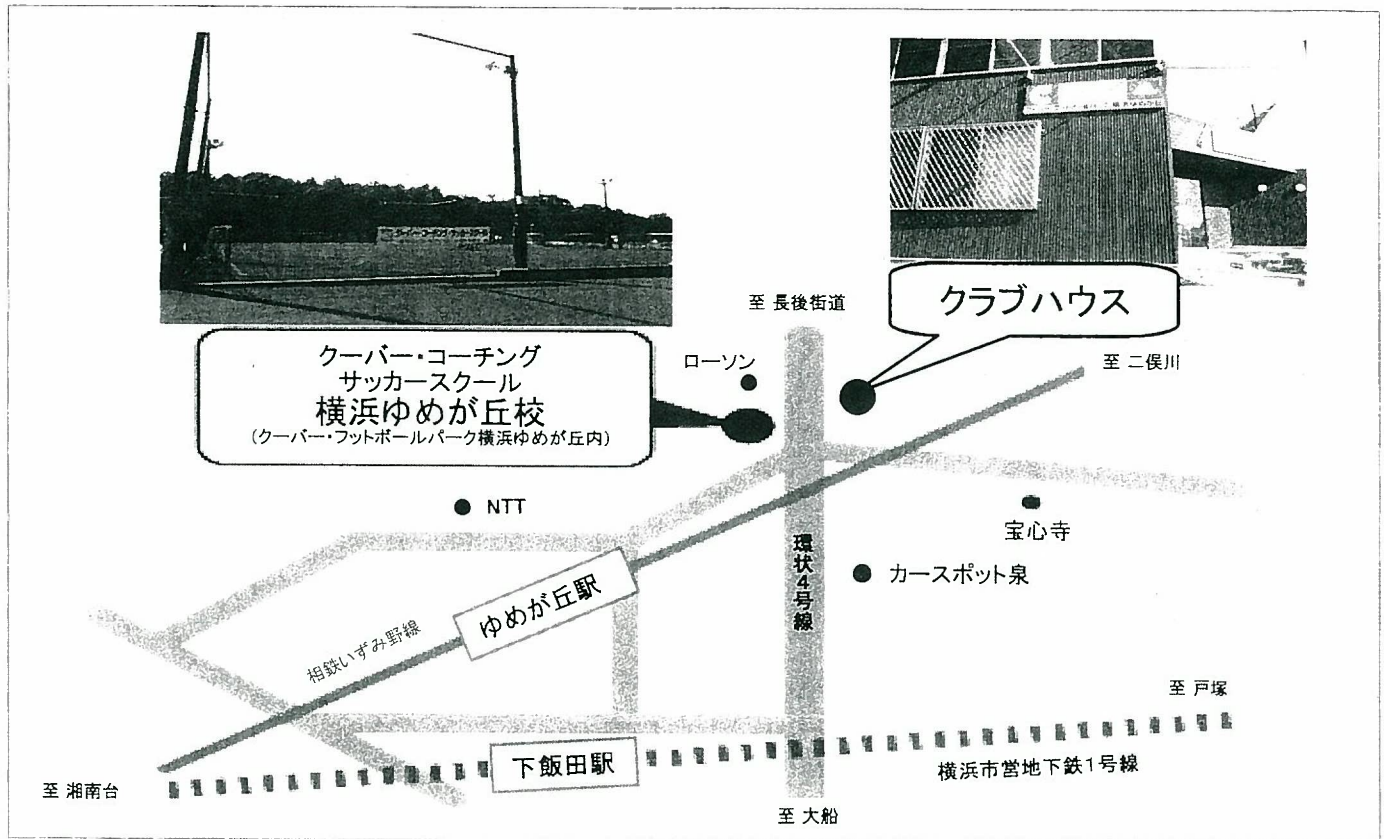 至 長後街道
クラブハウス
クーバー・コーチング
サッカースクール
横浜ゆめが丘校
(クーバー・フットボールパーク横浜ゆめが丘内)
ローソン
至 二俣川
NTT
宝心寺
環状4号線
カースポット泉
ゆめが丘駅
相鉄いずみ野線
至 戸塚
下飯田駅
横浜市営地下鉄1号線
至 湘南台
至 大船